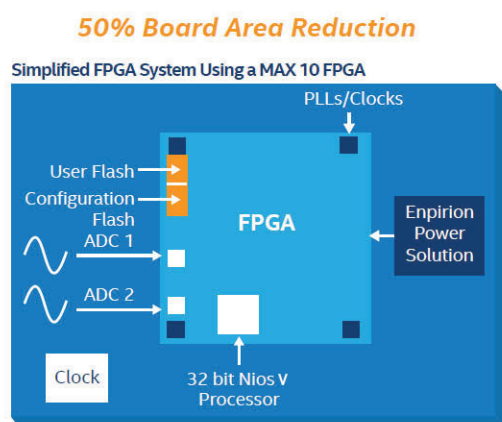 50% Board Area Reduction
Simplified FPGA System Using a MAX 10 FPGA
PLLs/Clocks
User Flash
Configuration
Flash
FPGA
ADC 1
Enpirion
Power
Solution
ADC 2
Clock
32 bit Nios V
Processor